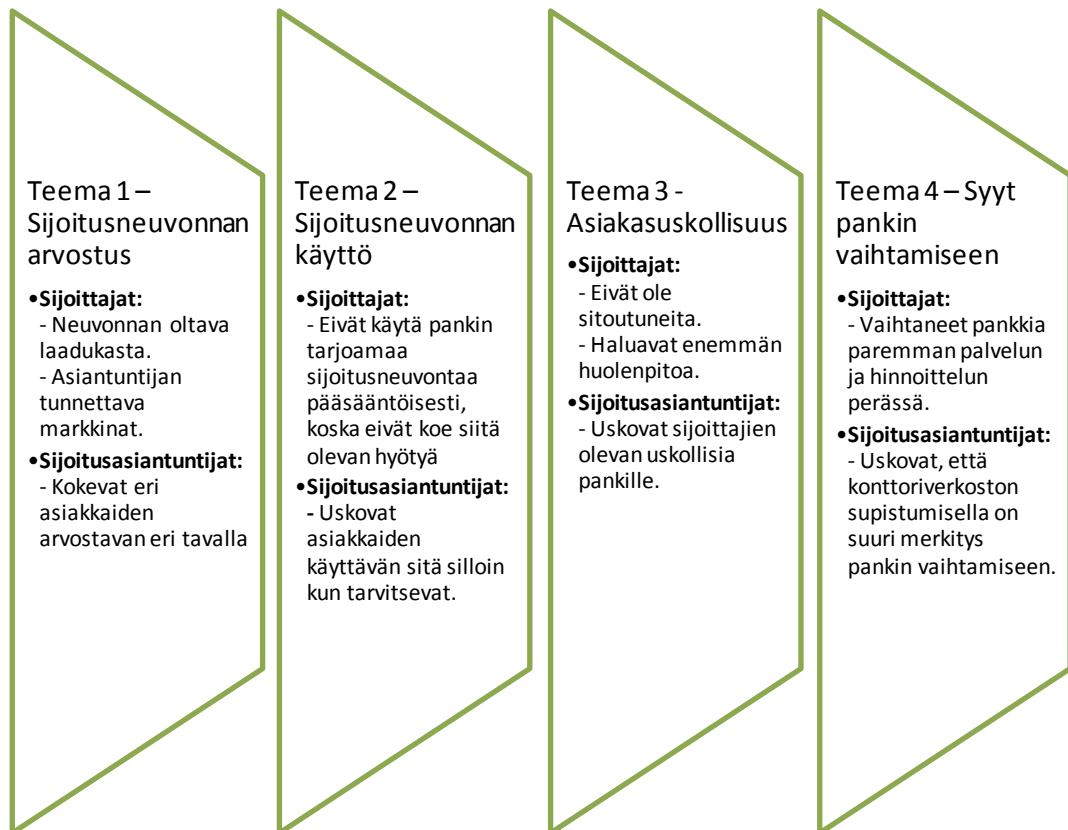 Teema 1 –
Sijoitusneuvonnan
arvostus
•Sijoittajat:
- Neuvonnan oltava
laadukasta.
- Asiantuntijan
tunnettava
markkinat.
•Sijoitusasiantuntijat:
- Kokevat eri
asiakkaiden
arvostavan eri tavalla
Teema 2 –
Sijoitusneuvonnan
käyttö
•Sijoittajat:
- Eivät käytä pankin
tarjoamaa
sijoitusneuvontaa
pääsääntöisesti,
koska eivät koe siitä
olevan hyötyä
•Sijoitusasiantuntijat:
- Uskovat
asiakkaiden
käyttävän sitä silloin
kun tarvitsevat.
Teema 3 -
Asiakasuskollisuus
•Sijoittajat:
- Eivät ole
sitoutuneita.
- Haluavat enemmän
huolenpitoa.
•Sijoitusasiantuntijat:
- Uskovat sijoittajien
olevan uskollisia
pankille.
Teema 4 – Syyt
pankin
vaihtamiseen
•Sijoittajat:
- Vaihtaneet pankkia
paremman palvelun
ja hinnoittelun
perässä.
•Sijoitusasiantuntijat:
- Uskovat, että
konttoriverkoston
supistumisella on
suuri merkitys
pankin vaihtamiseen.